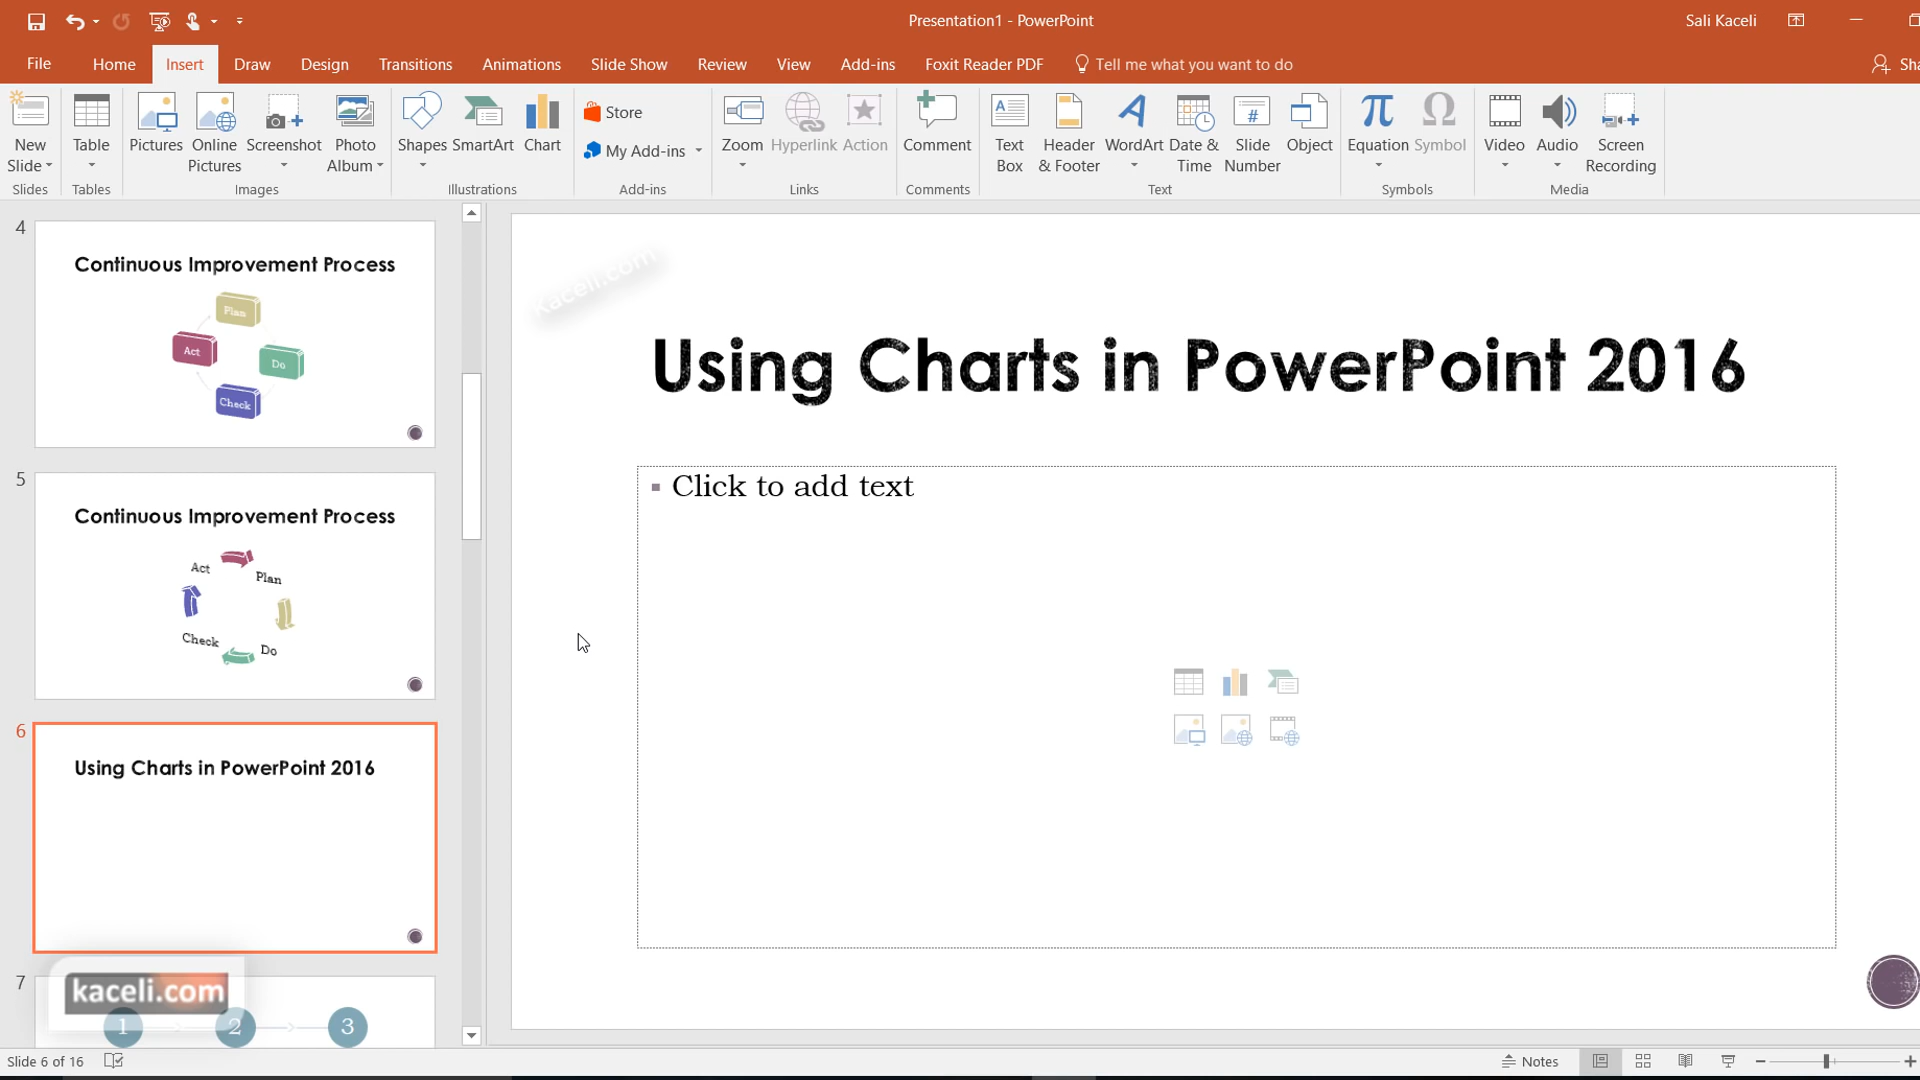 Presentation1 - PowerPoint
Sali Kaceli
File
Home
Insert
Draw
Design
Transitions
Animations
Slide Show
Review
View
Add-ins
Foxit Reader PDF
Tell me what you want to do
New
Slide
Table
Pictures
Online
Pictures
Screenshot
Photo
Album
Shapes
SmartArt
Chart
Store
My Add-ins
Zoom
Hyperlink
Action
Comment
Text
Box
Header
& Footer
WordArt
Date &
Time
Slide
Number
Object
Equation
Symbol
Video
Audio
Screen
Recording
Slides
Tables
Images
Illustrations
Add-ins
Links
Comments
Text
Symbols
Media
4
Continuous Improvement Process
Plan
Act
Do
Check
5
Continuous Improvement Process
Act
Plan
Check
Do
6
Using Charts in PowerPoint 2016
7
kaceli.com
1
2
3
Kaceli.com
Using Charts in PowerPoint 2016
Click to add text
Slide 6 of 16
Notes